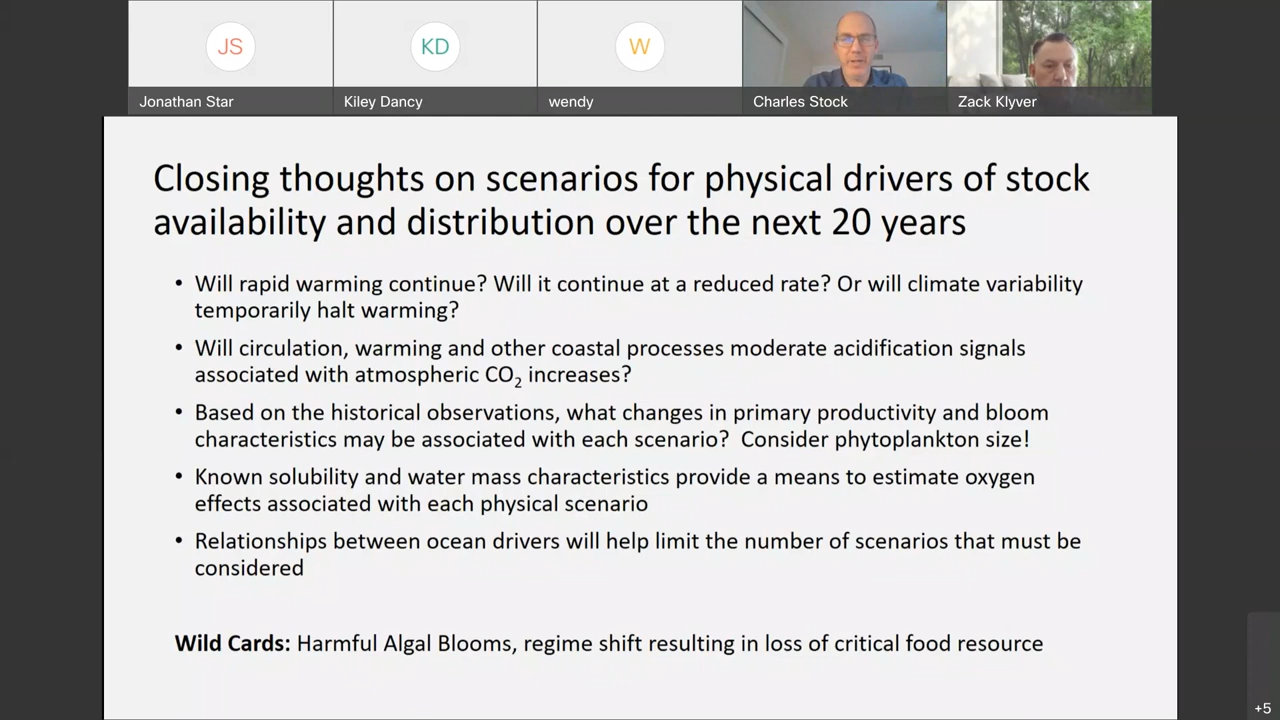 JS
KD
W
Jonathan Star
Kiley Dancy
wendy
Charles Stock
Zack Klyver
Closing thoughts on scenarios for physical drivers of stock
availability and distribution over the next 20 years
• Will rapid warming continue? Will it continue at a reduced rate? Or will climate variability
temporarily halt warming?
• Will circulation, warming and other coastal processes moderate acidification signals
associated with atmospheric CO₂ increases?
• Based on the historical observations, what changes in primary productivity and bloom
characteristics may be associated with each scenario? Consider phytoplankton size!
• Known solubility and water mass characteristics provide a means to estimate oxygen
effects associated with each physical scenario
• Relationships between ocean drivers will help limit the number of scenarios that must be
considered
Wild Cards: Harmful Algal Blooms, regime shift resulting in loss of critical food resource
+5